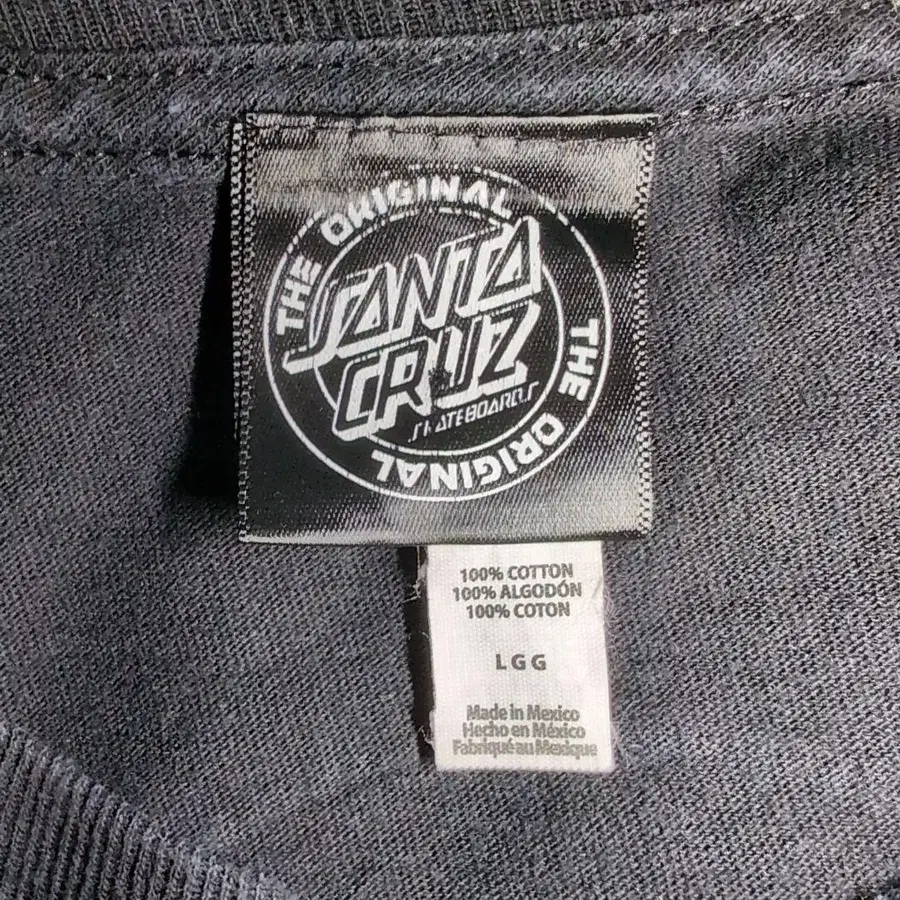 THE ORIGINAL
SANTA
CRUZ
SKATEBOARDS
THE ORIGINAL
100% COTTON
100% ALGODÓN
100% COTON
L G G
Made in Mexico
Hecho en México
Fabriqué au Mexique